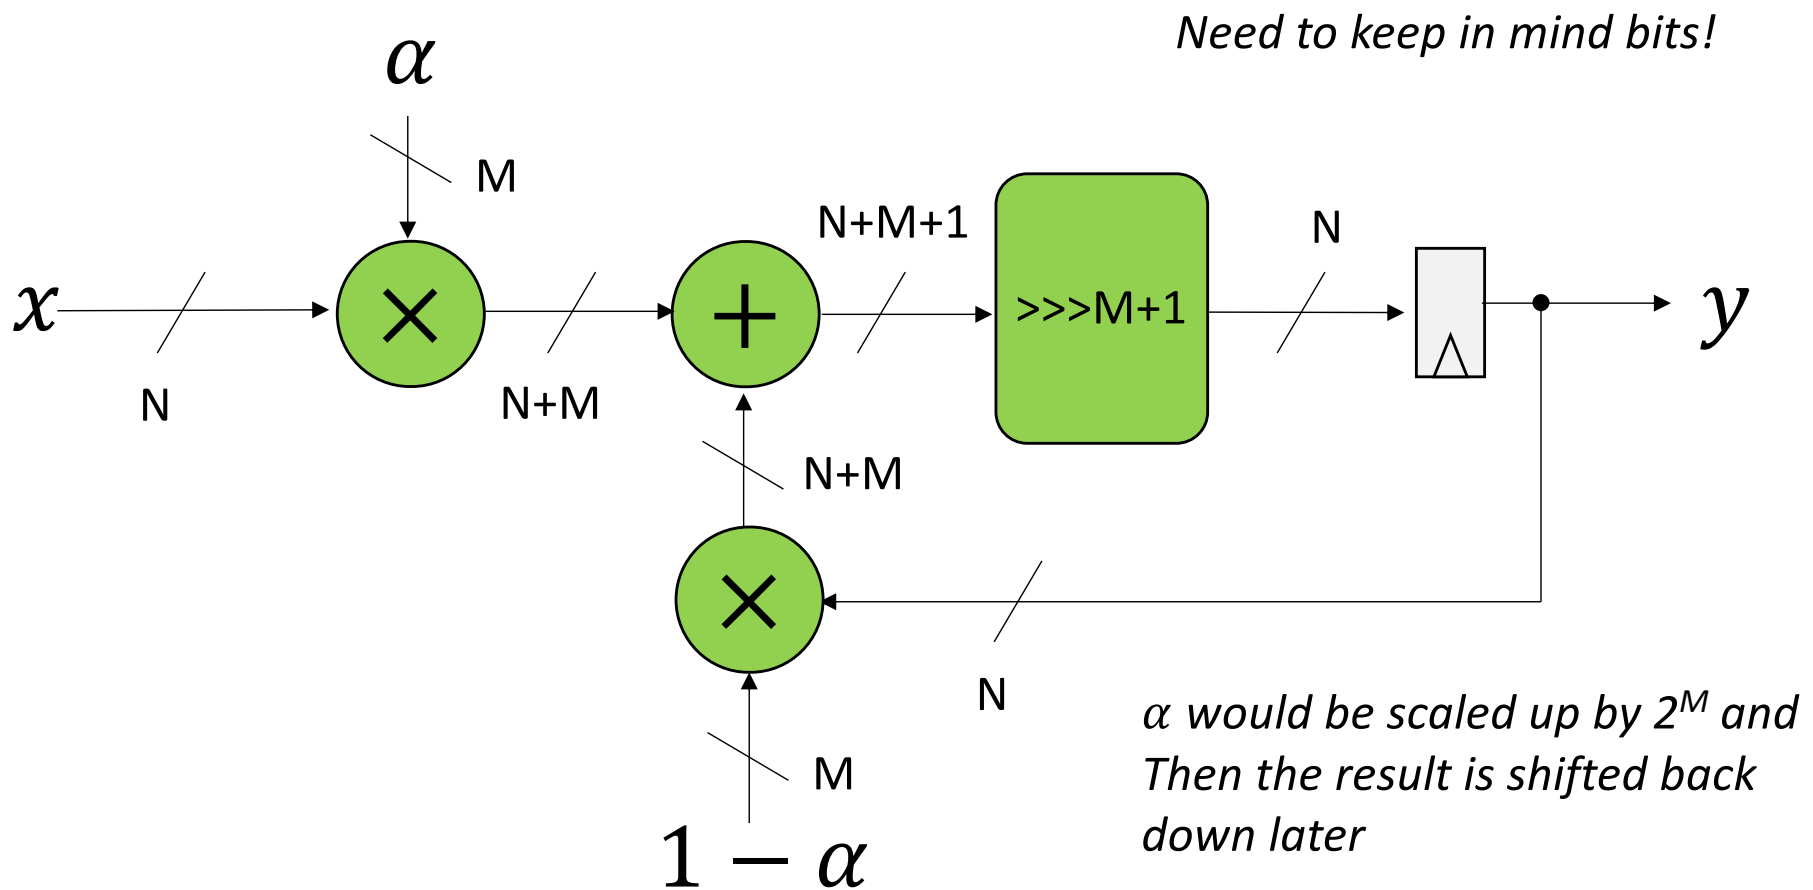 Need to keep in mind bits!
α
M
N+M+1
N
x
×
+
>>>M+1
y
N
N+M
N+M
×
N
M
1 − α
α would be scaled up by 2^M and
Then the result is shifted back
down later